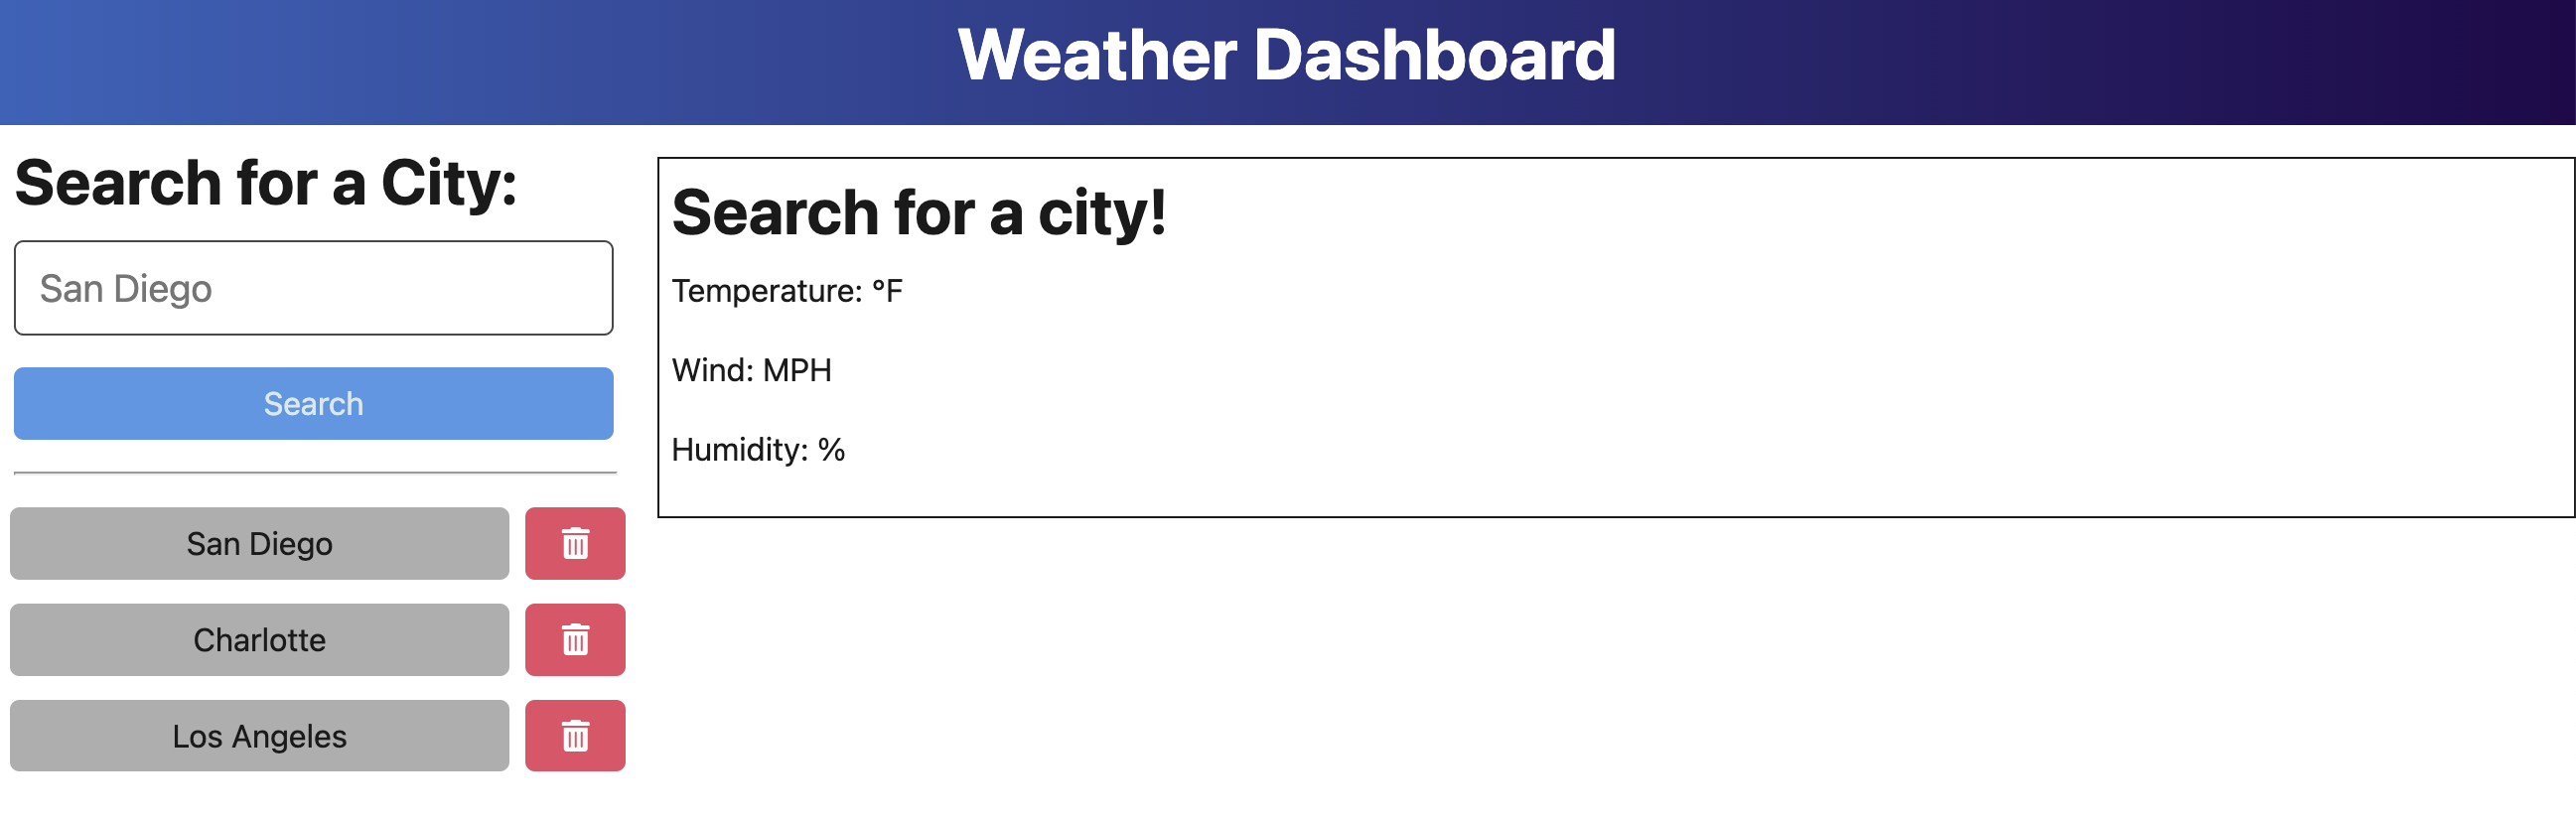 Weather Dashboard
Search for a City:
San Diego
Search
San Diego
Charlotte
Los Angeles
Search for a city!
Temperature: °F
Wind: MPH
Humidity: %